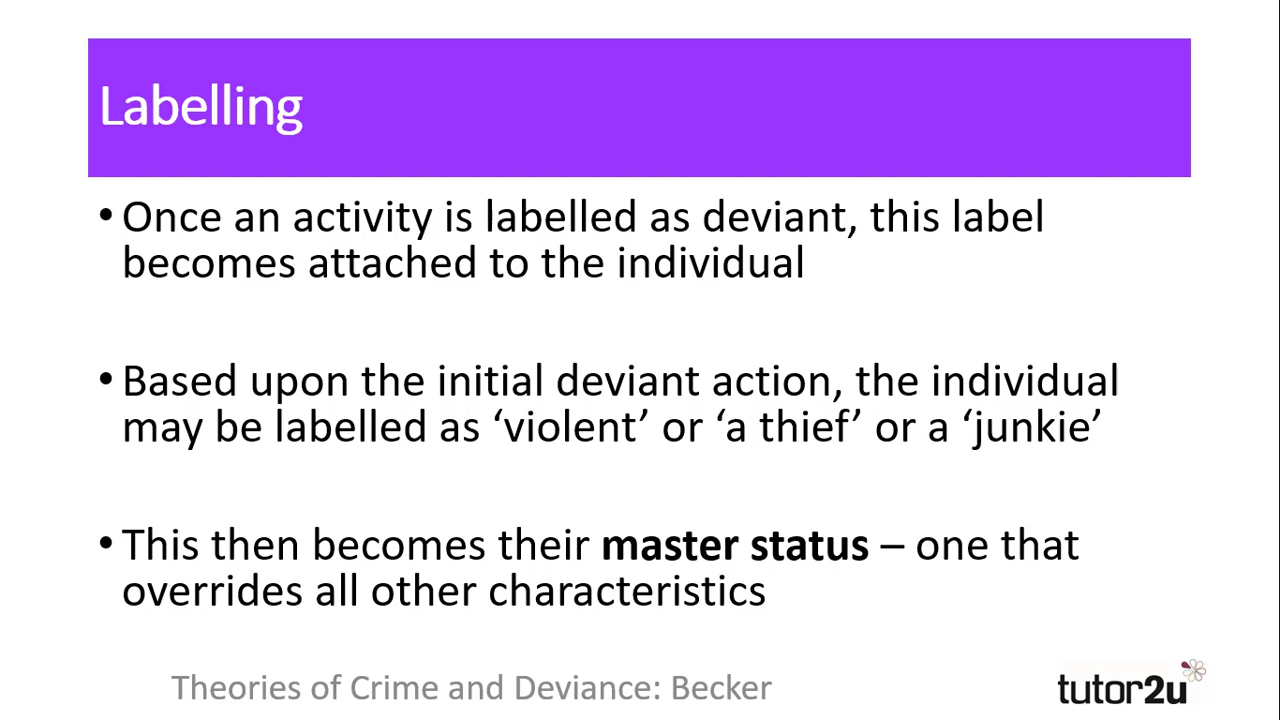 Labelling
• Once an activity is labelled as deviant, this label
becomes attached to the individual
• Based upon the initial deviant action, the individual
may be labelled as ‘violent’ or ‘a thief’ or a ‘junkie’
• This then becomes their master status – one that
overrides all other characteristics
Theories of Crime and Deviance: Becker
tutor2u